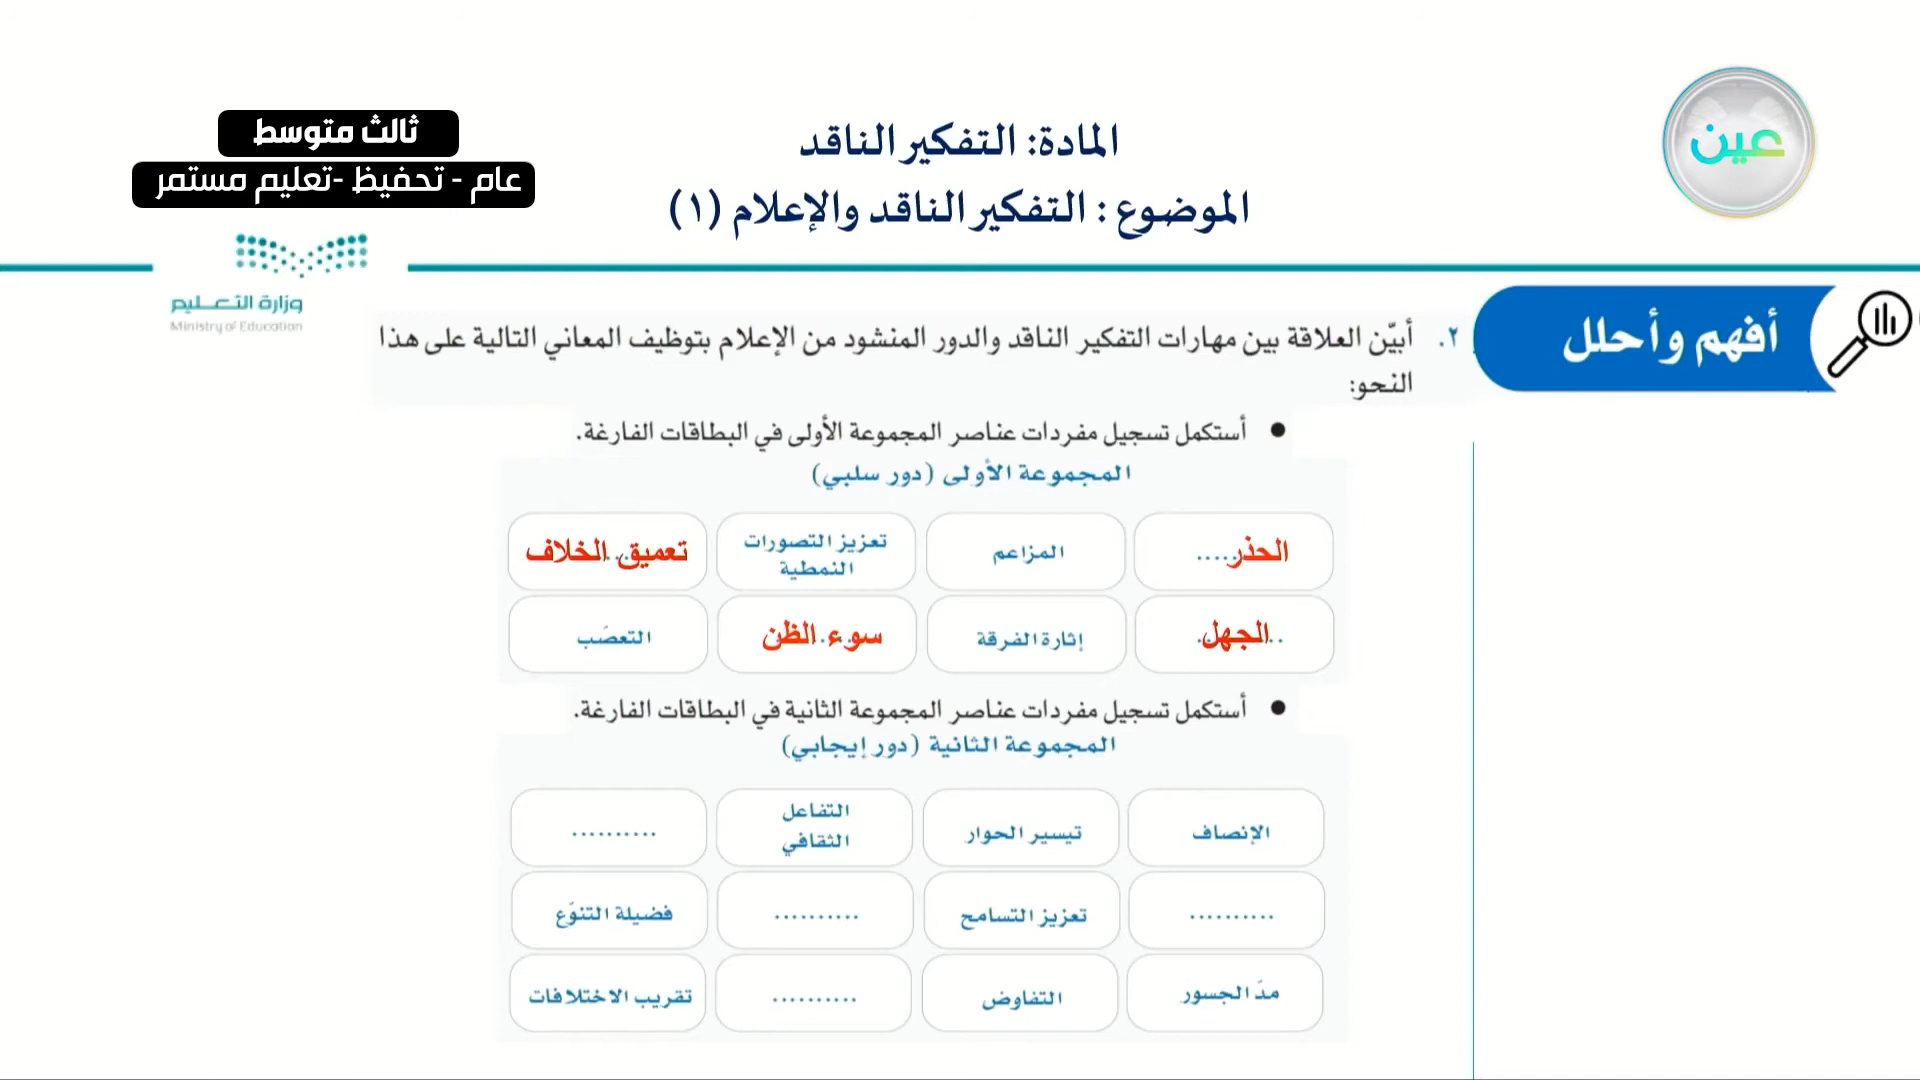 ثالث متوسط
عام - تحفيظ -تعليم مستمر
المادة: التفكير الناقد
الموضوع : التفكير الناقد والإعلام (١)
عين
وزارة التعليم
Ministry of Education
أفهم وأحلل
٢. أبيّن العلاقة بين مهارات التفكير الناقد والدور المنشود من الإعلام بتوظيف المعاني التالية على هذا
النحو:
● أستكمل تسجيل مفردات عناصر المجموعة الأولى في البطاقات الفارغة.
المجموعة الأولى (دور سلبي)
الحذر.....
المزاعم
تعزيز التصورات
النمطية
تعميق الخلاف
الجهل
إثارة الفرقة
سوء الظن
التعصّب
● أستكمل تسجيل مفردات عناصر المجموعة الثانية في البطاقات الفارغة.
المجموعة الثانية (دور إيجابي)
الإنصاف
تيسير الحوار
التفاعل
الثقافي
..........
..........
تعزيز التسامح
..........
فضيلة التنوّع
مدّ الجسور
التفاوض
..........
تقريب الاختلافات